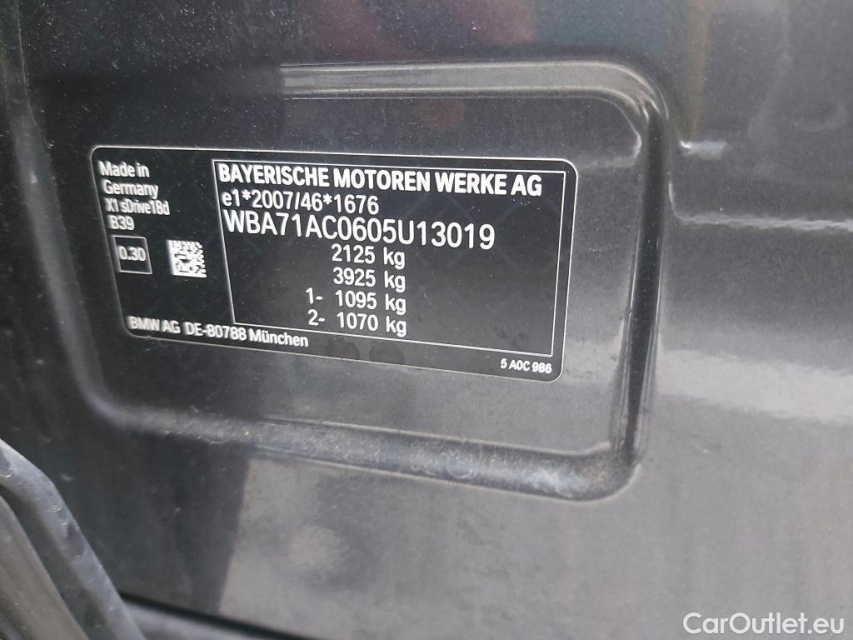 Made in
Germany
X1 sDrive18d
B39
0.30
BAYERISCHE MOTOREN WERKE AG
e1*2007/46*1676
WBA71AC0605U13019
2125 kg
3925 kg
1- 1095 kg
2- 1070 kg
BMW AG DE-80788 München
5 A0C 986
CarOutlet.eu